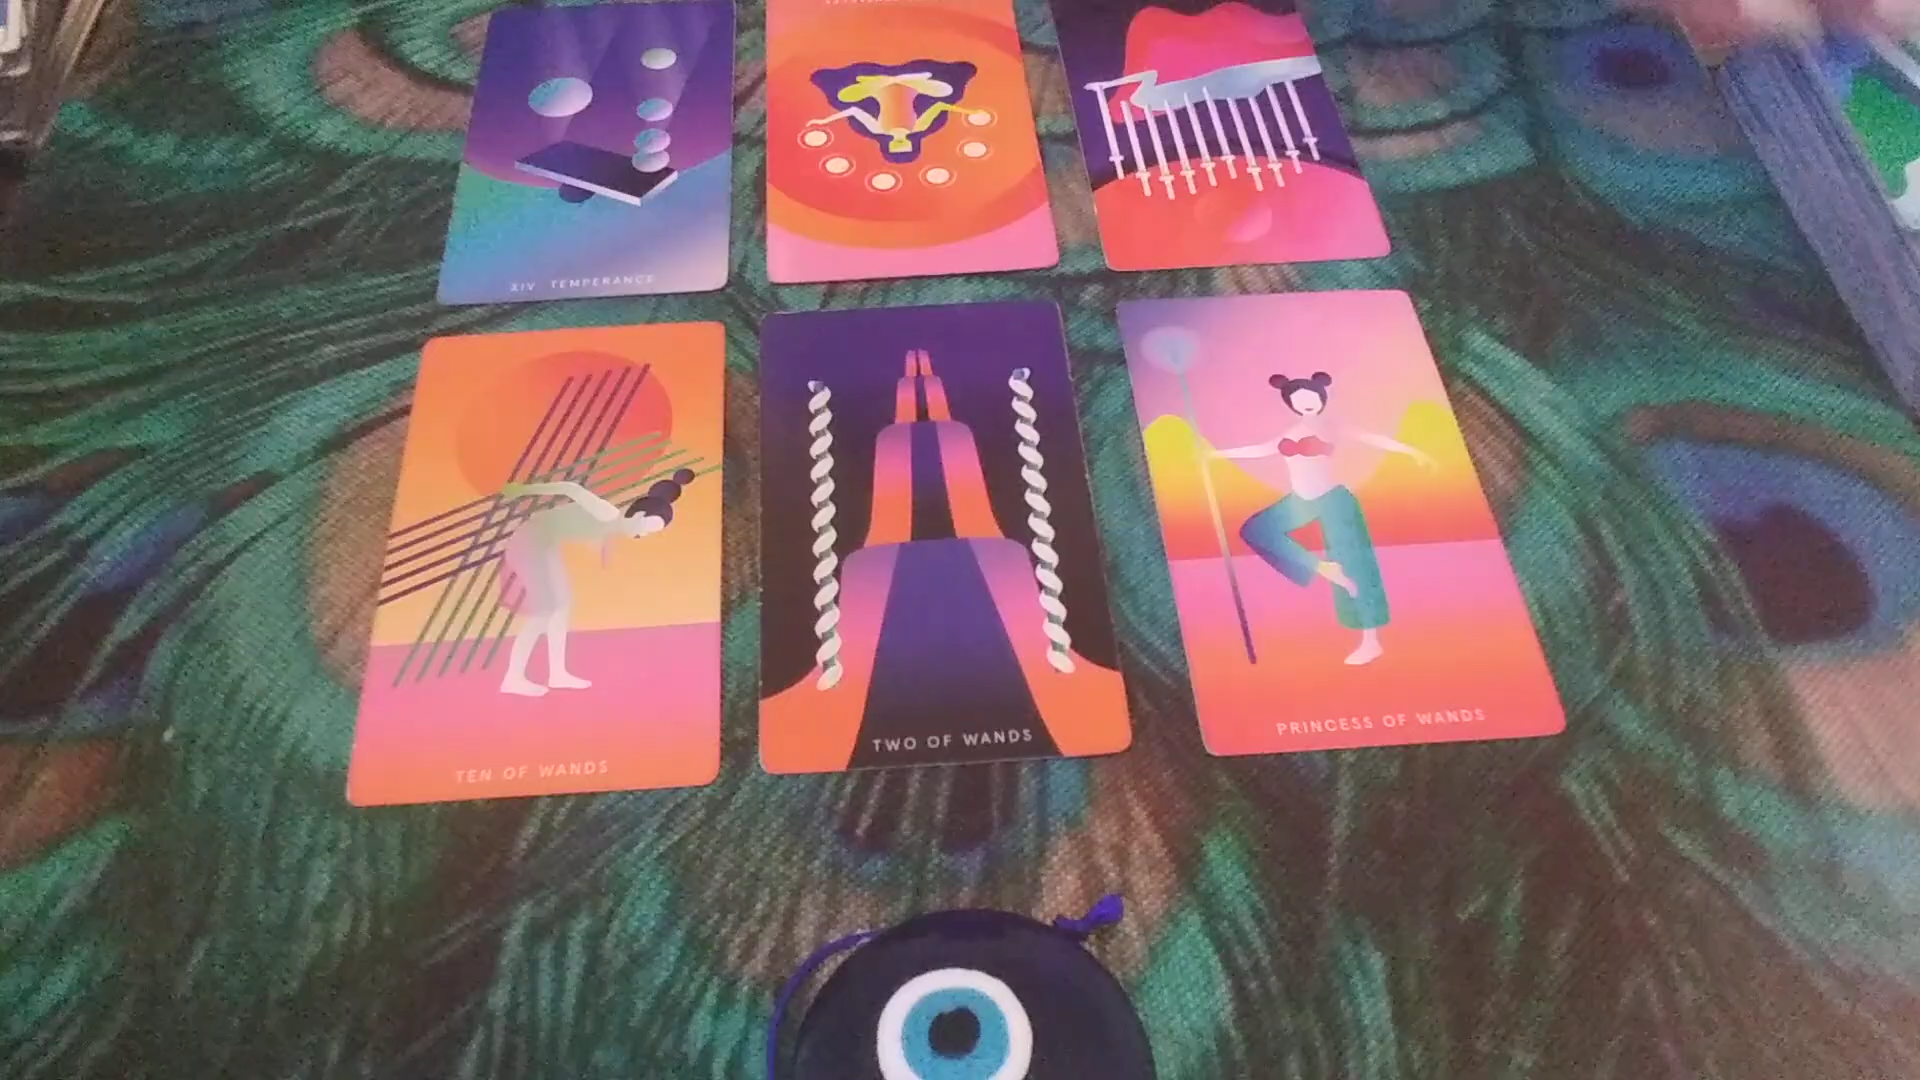 XIV TEMPERANCE
TEN OF WANDS
TWO OF WANDS
PRINCESS OF WANDS